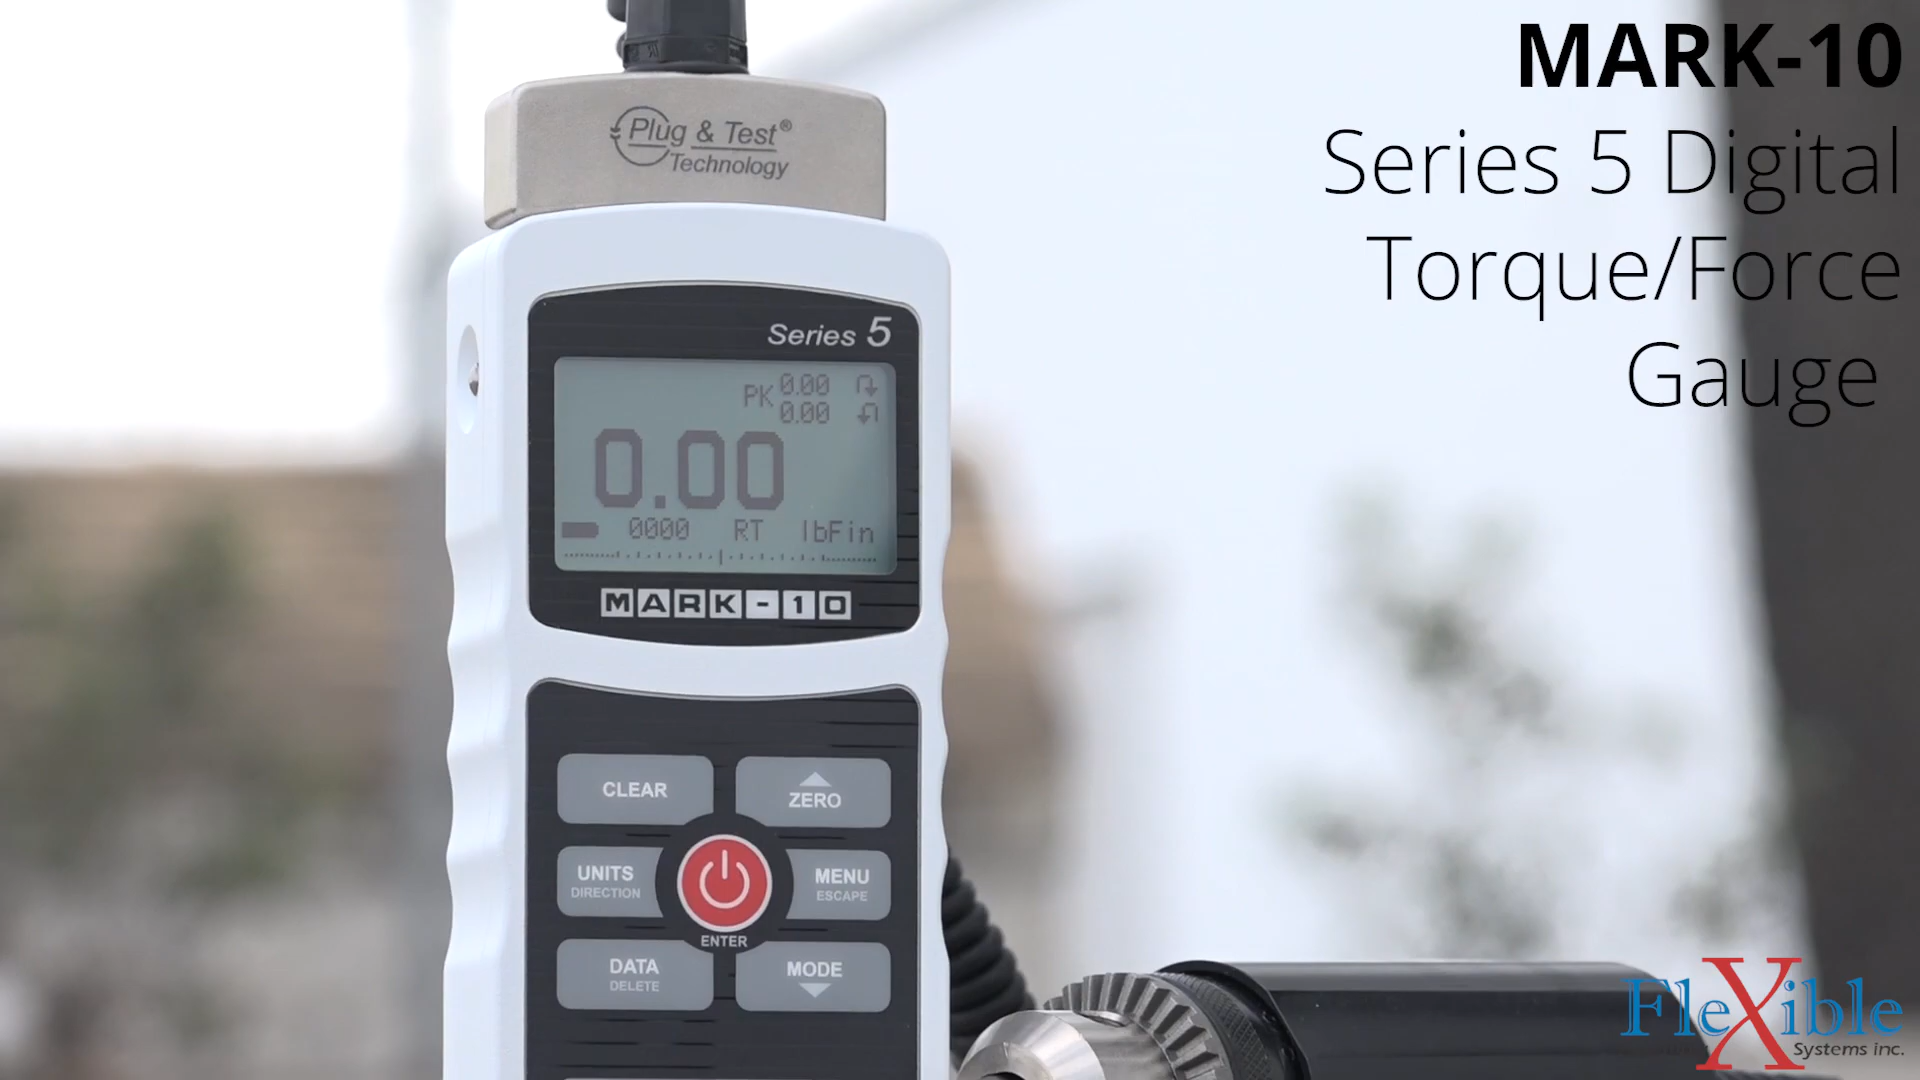 MARK-10
Series 5 Digital
Torque/Force
Gauge
Plug & Test®
Technology
Series 5
PK 0.00
0.00
0.00
0000 RT lbFin
MARK-10
CLEAR
ZERO
UNITS
DIRECTION
MENU
ESCAPE
ENTER
DATA
DELETE
MODE
FleXible
Systems inc.